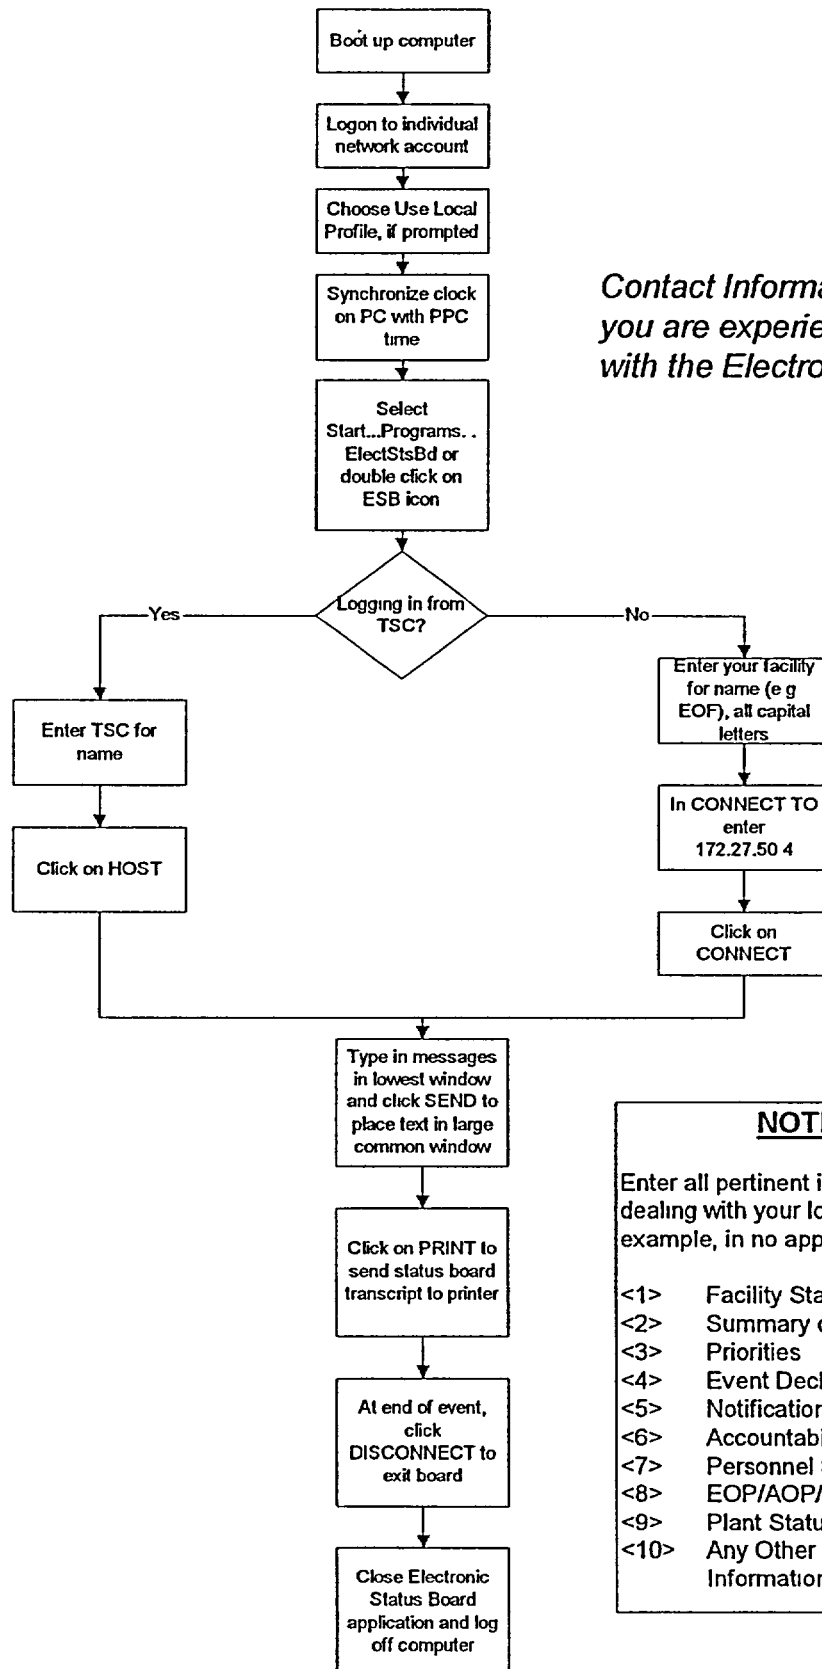 Boot up computer
Logon to individual
network account
Choose Use Local
Profile, if prompted
Synchronize clock
on PC with PPC
time
Contact Informa
you are experie
with the Electro
Select
Start...Programs. .
ElectStsBd or
double click on
ESB icon
Logging in from
TSC?
Yes
No
Enter TSC for
name
Click on HOST
Enter your facility
for name (e g
EOF), all capital
letters
In CONNECT TO
enter
172.27.50 4
Click on
CONNECT
Type in messages
in lowest window
and click SEND to
place text in large
common window
Click on PRINT to
send status board
transcript to printer
At end of event,
click
DISCONNECT to
exit board
Close Electronic
Status Board
application and log
off computer
NOT
Enter all pertinent i
dealing with your lo
example, in no app
<1> Facility Sta
<2> Summary
<3> Priorities
<4> Event Decl
<5> Notification
<6> Accountabi
<7> Personnel
<8> EOP/AOP/
<9> Plant Statu
<10> Any Other
Information